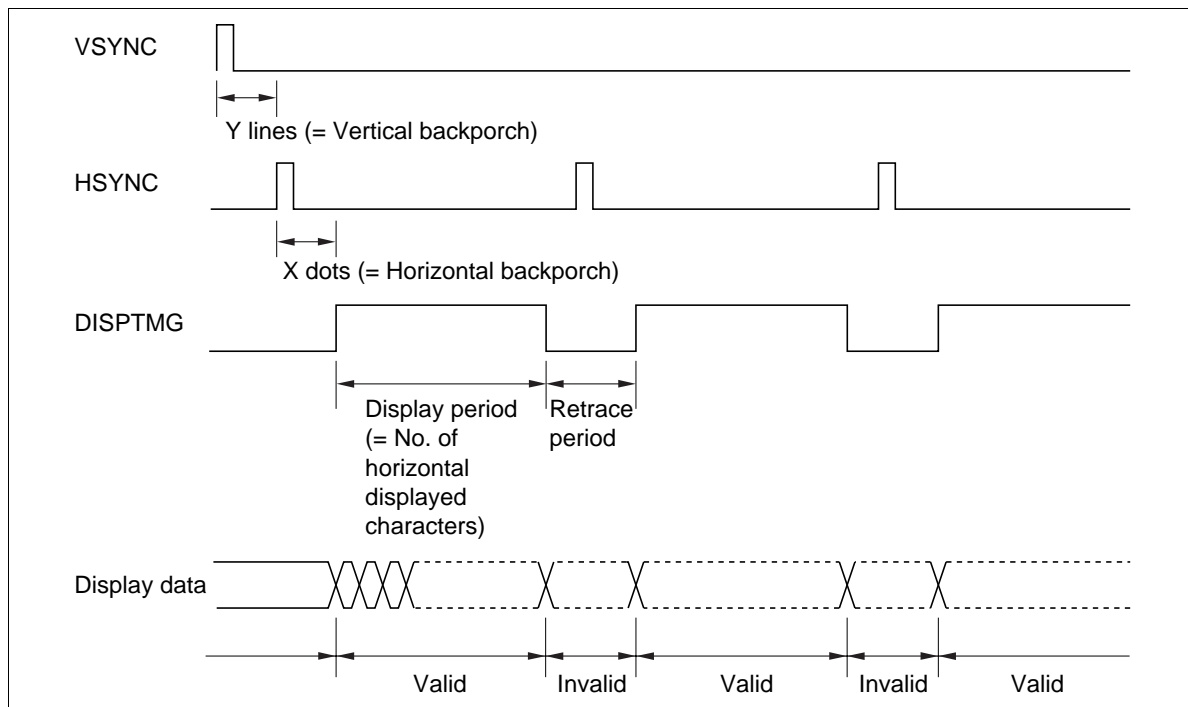 VSYNC
Y lines (= Vertical backporch)
HSYNC
X dots (= Horizontal backporch)
DISPTMG
Display period
(= No. of
horizontal
displayed
characters)
Retrace
period
Display data
Valid
Invalid
Valid
Invalid
Valid